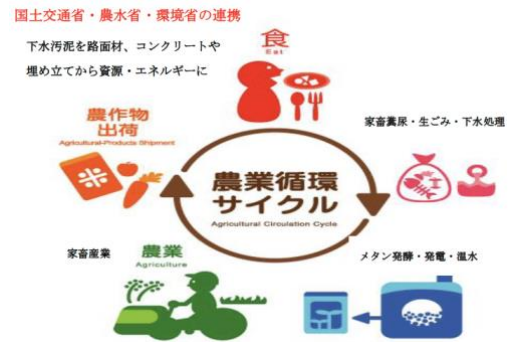 国土交通省・農水省・環境省の連携
下水汚泥を路面材、コンクリートや
埋め立てから資源・エネルギーに
食
Eat
農作物
出荷
Agricultural-Products Shipment
家畜糞尿・生ごみ・下水処理
農業循環
サイクル
Agricultural Circulation Cycle
家畜産業
農業
Agriculture
メタン発酵・発電・温水